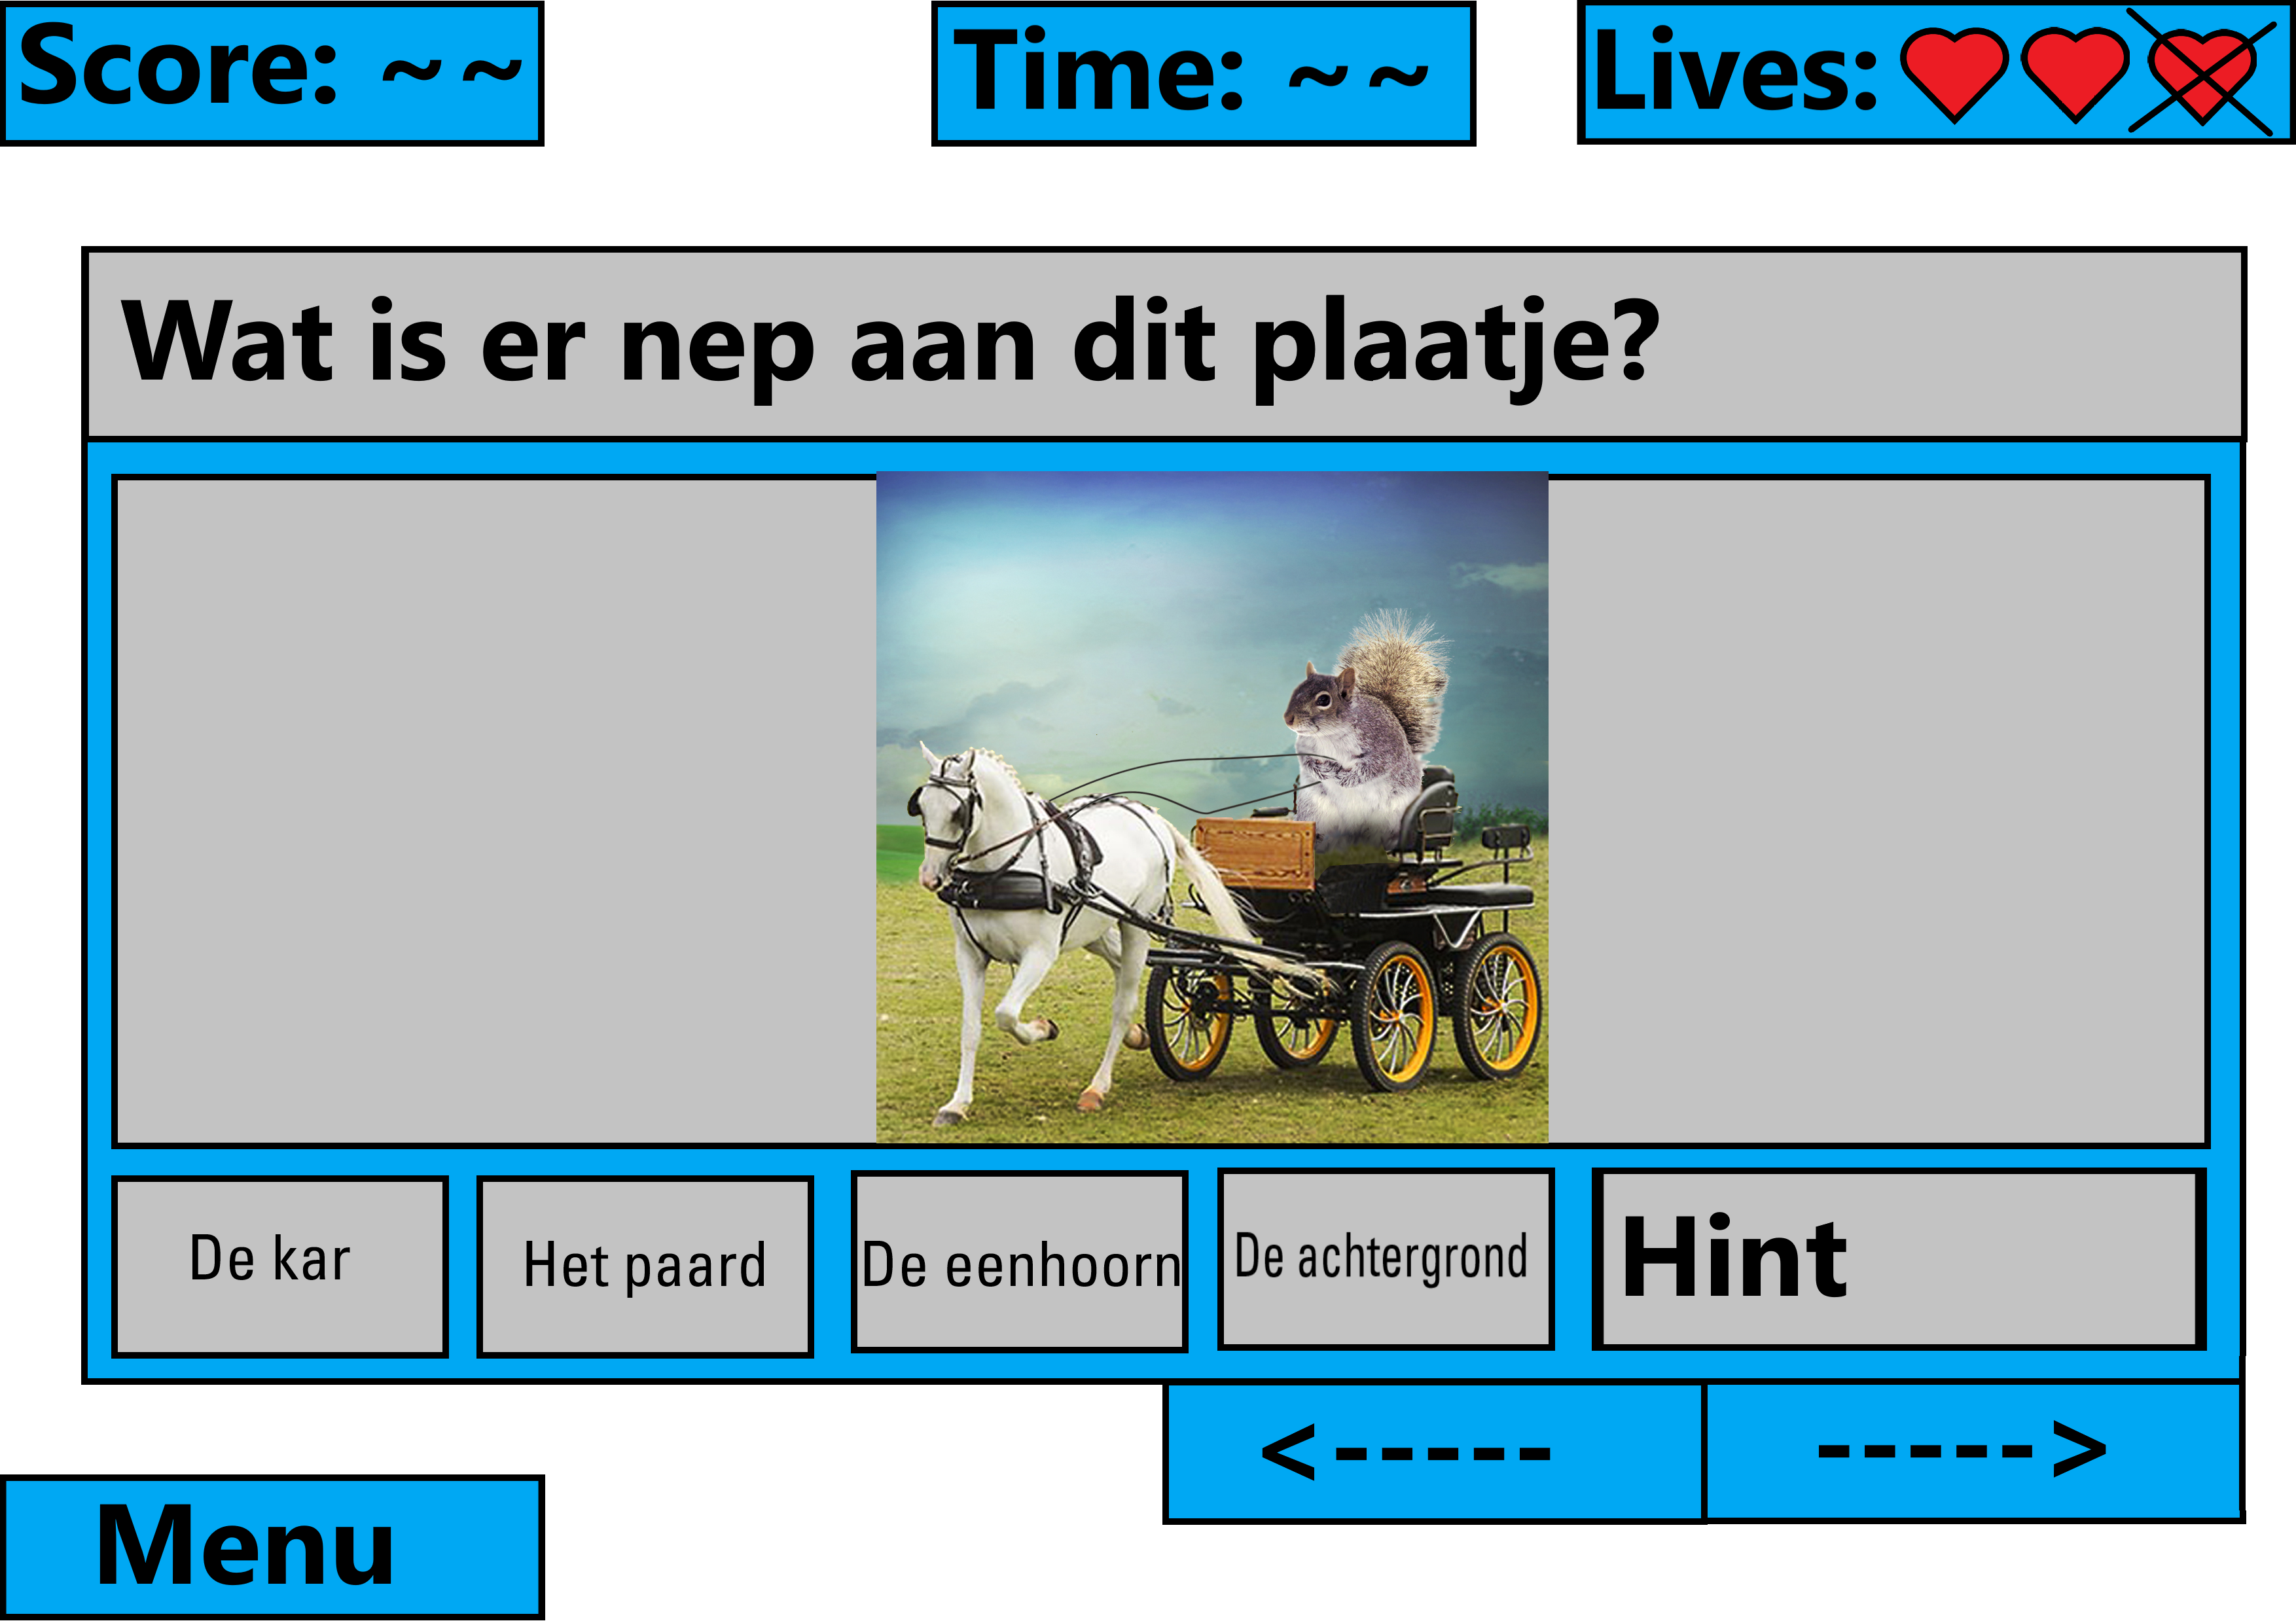 Score: ~~
Time: ~~
Lives:
Wat is er nep aan dit plaatje?
De kar
Het paard
De eenhoorn
De achtergrond
Hint
<-----
----->
Menu